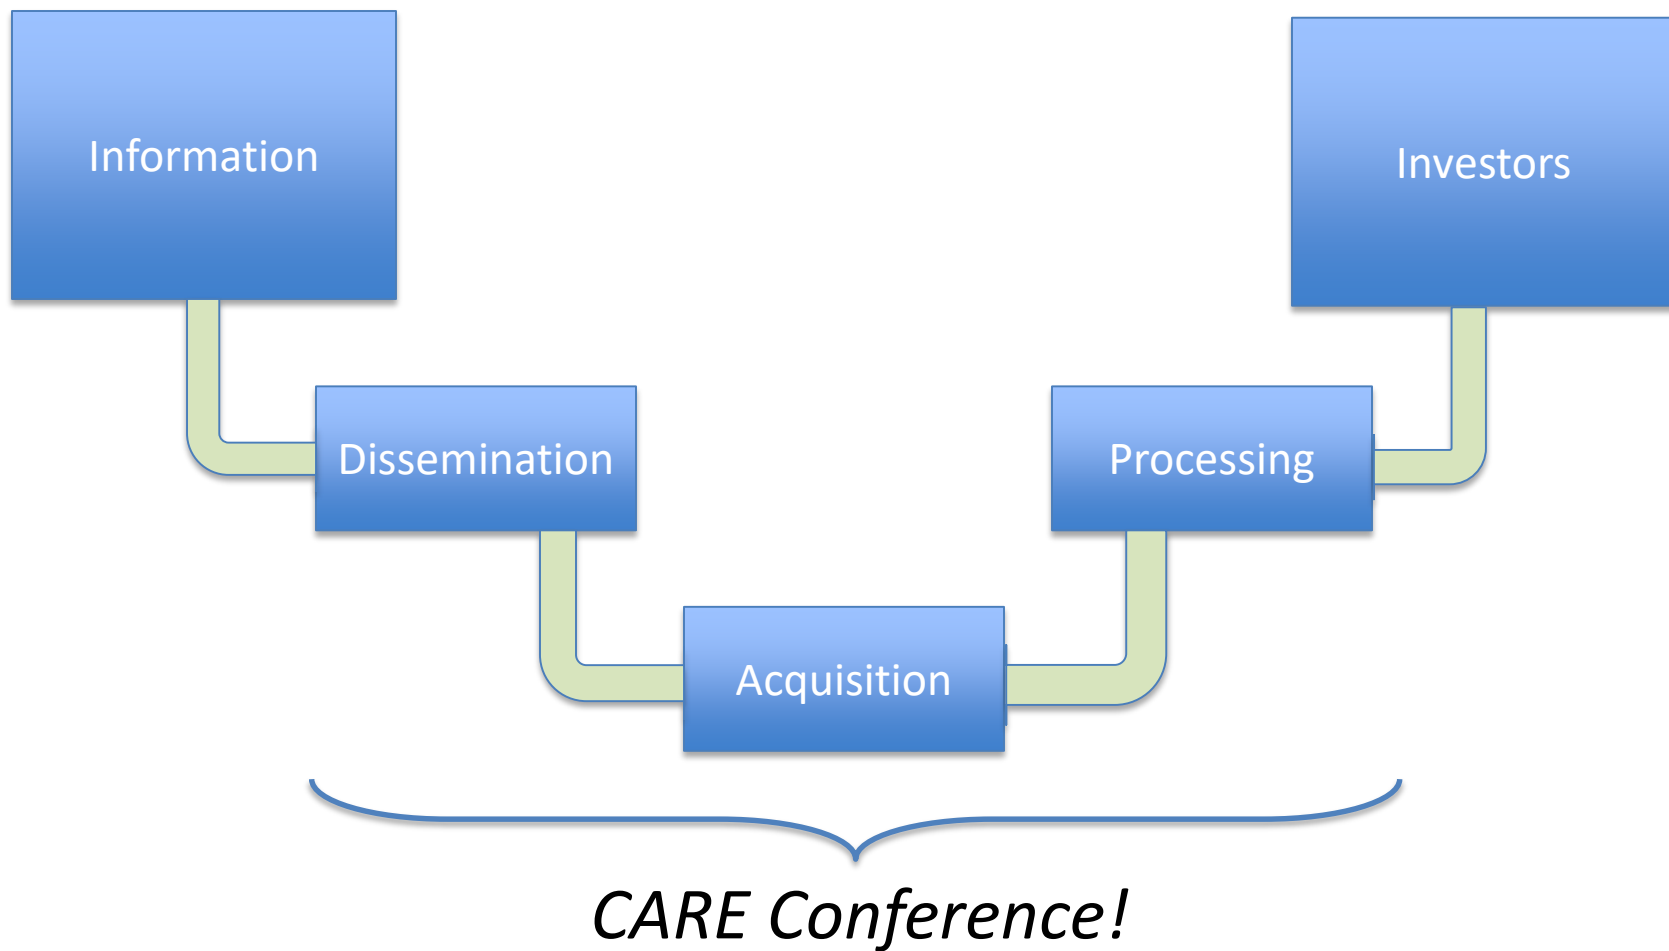 Information
Investors
Dissemination
Processing
Acquisition
CARE Conference!